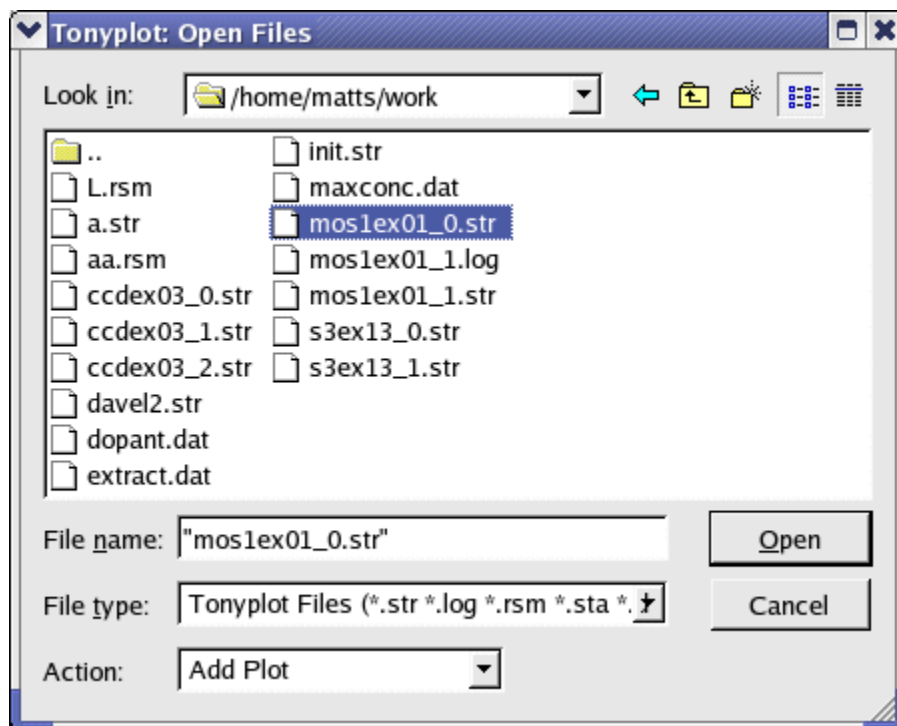 Tonyplot: Open Files
Look in: /home/matts/work
.. init.str
L.rsm maxconc.dat
a.str mos1ex01_0.str
aa.rsm mos1ex01_1.log
ccdex03_0.str mos1ex01_1.str
ccdex03_1.str s3ex13_0.str
ccdex03_2.str s3ex13_1.str
davel2.str
dopant.dat
extract.dat
File name: "mos1ex01_0.str" Open
File type: Tonyplot Files (*.str *.log *.rsm *.sta *. Cancel
Action: Add Plot